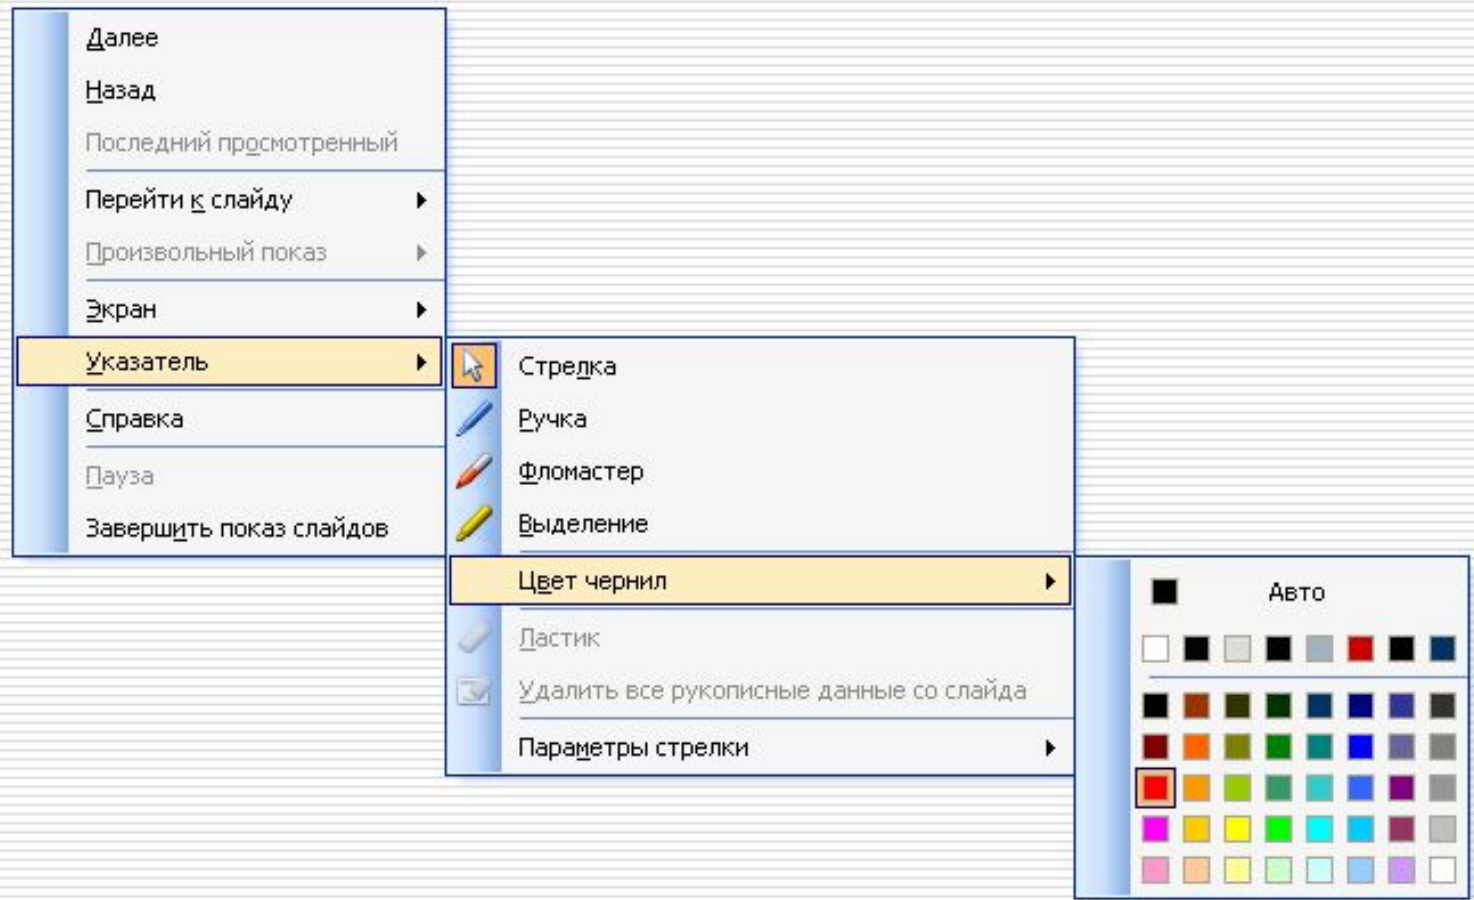 Далее
Назад
Последний просмотренный
Перейти к слайду
Произвольный показ
Экран
Указатель
Справка
Пауза
Завершить показ слайдов
Стрелка
Ручка
Фломастер
Выделение
Цвет чернил
Ластик
Удалить все рукописные данные со слайда
Параметры стрелки
Авто